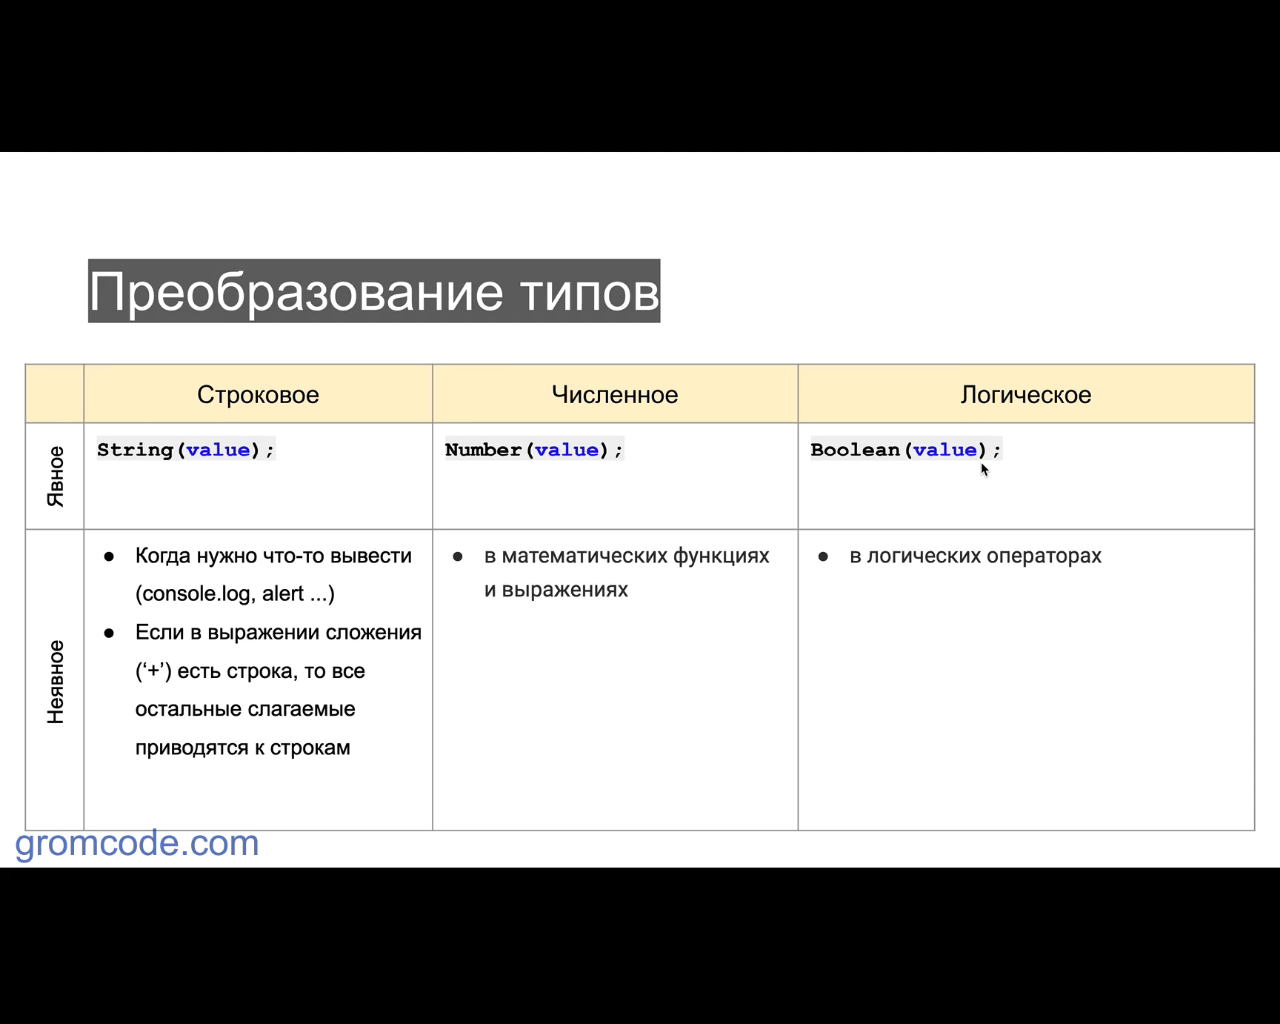 Преобразование типов
Строковое
Численное
Логическое
Явное
String(value);
Number(value);
Boolean(value);
Неявное
● Когда нужно что-то вывести
(console.log, alert ...)
● Если в выражении сложения
(‘+’) есть строка, то все
остальные слагаемые
приводятся к строкам
● в математических функциях
и выражениях
● в логических операторах
gromcode.com